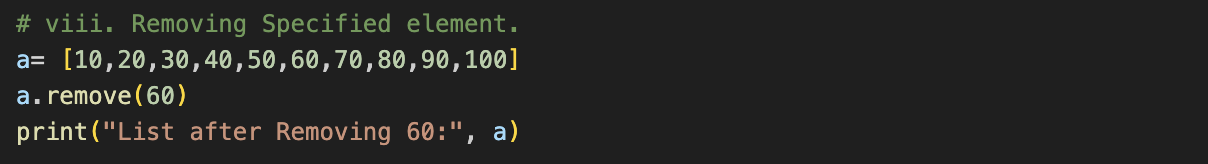 # viii. Removing Specified element.
a= [10,20,30,40,50,60,70,80,90,100]
a.remove(60)
print("List after Removing 60:", a)